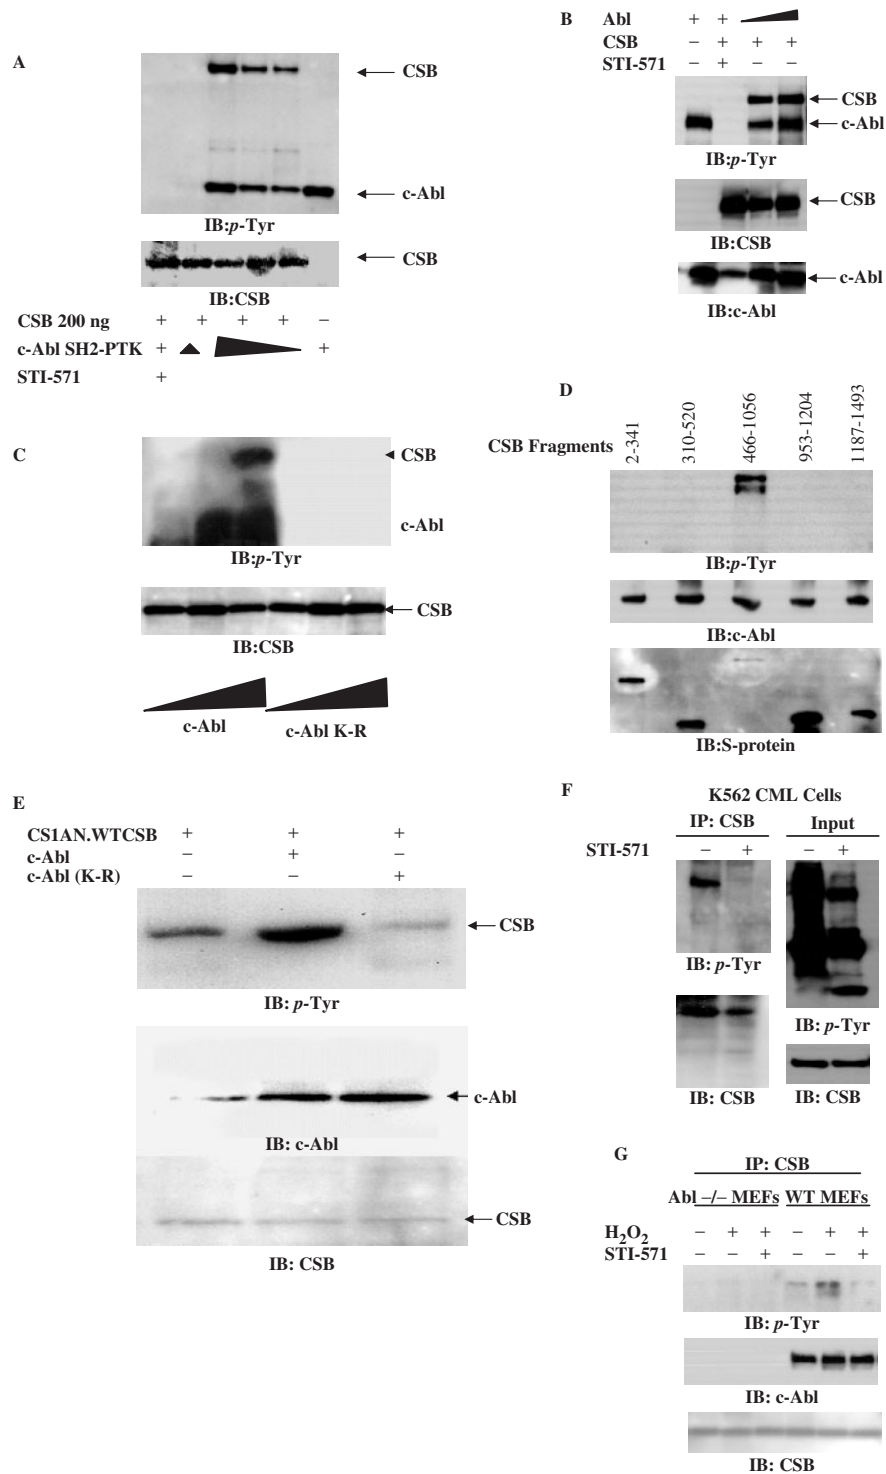 A
CSB
c-Abl
IB:p-Tyr
CSB
IB:CSB
CSB 200 ng + + + + −
c-Abl SH2-PTK + +
STI-571 +
B
Abl + +
CSB − + + +
STI-571 − + − −
CSB
c-Abl
IB:p-Tyr
CSB
IB:CSB
c-Abl
IB:c-Abl
C
CSB
c-Abl
IB:p-Tyr
CSB
IB:CSB
c-Abl c-Abl K-R
D
CSB Fragments 2-341 310-520 466-1056 953-1204 1187-1493
IB:p-Tyr
IB:c-Abl
IB:S-protein
E
CS1AN.WTCSB + + +
c-Abl − + −
c-Abl (K-R) − − +
CSB
IB: p-Tyr
c-Abl
IB: c-Abl
CSB
IB: CSB
F
K562 CML Cells
IP: CSB Input
STI-571 − + − +
IB: p-Tyr
IB: p-Tyr
IB: CSB
IB: CSB
G
IP: CSB
Abl −/− MEFs WT MEFs
H2O2 − + + − + +
STI-571 − − + − − +
IB: p-Tyr
IB: c-Abl
IB: CSB